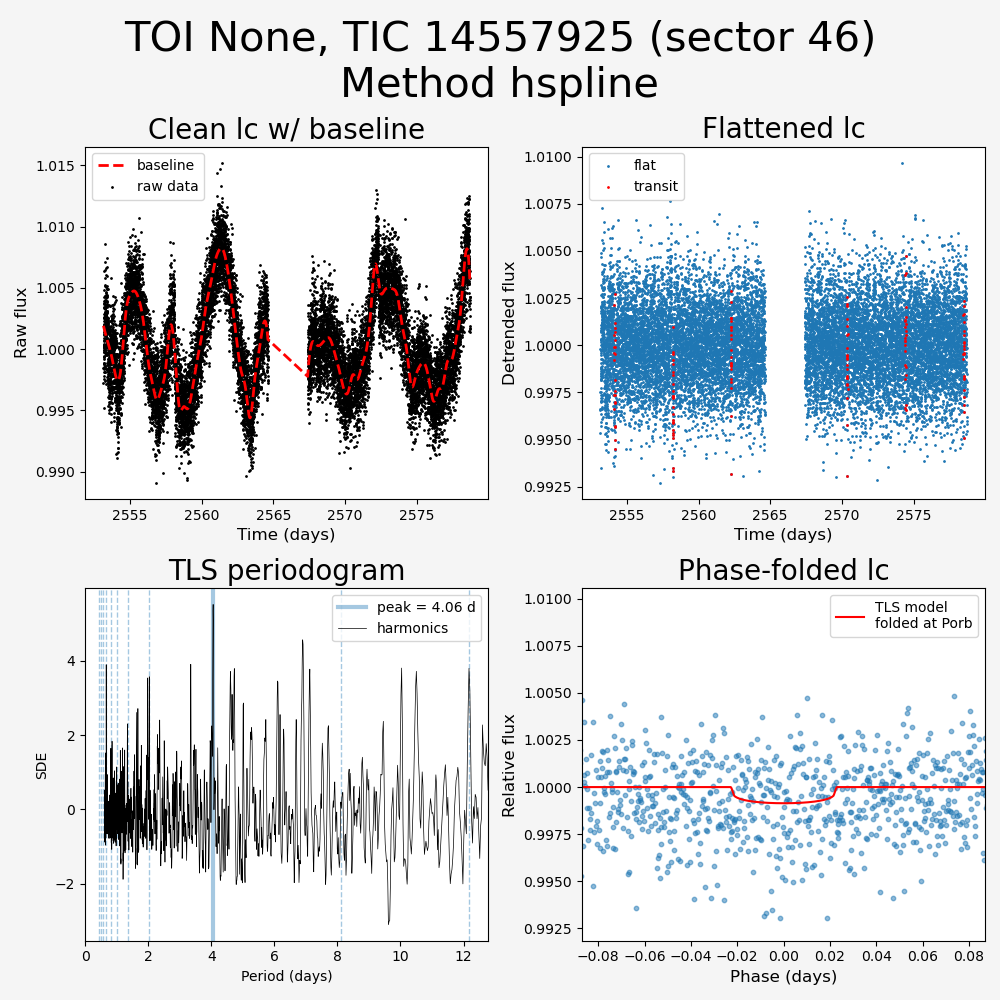 TOI None, TIC 14557925 (sector 46)
Method hspline
Clean lc w/ baseline
baseline
raw data
1.015
1.010
1.005
1.000
0.995
0.990
Raw flux
2555
2560
2565
2570
2575
Time (days)
Flattened lc
flat
transit
1.0100
1.0075
1.0050
1.0025
1.0000
0.9975
0.9950
0.9925
Detrended flux
2555
2560
2565
2570
2575
Time (days)
TLS periodogram
peak = 4.06 d
harmonics
4
2
0
−2
SDE
0
2
4
6
8
10
12
Period (days)
Phase-folded lc
TLS model
folded at Porb
1.0100
1.0075
1.0050
1.0025
1.0000
0.9975
0.9950
0.9925
Relative flux
−0.08
−0.06
−0.04
−0.02
0.00
0.02
0.04
0.06
0.08
Phase (days)